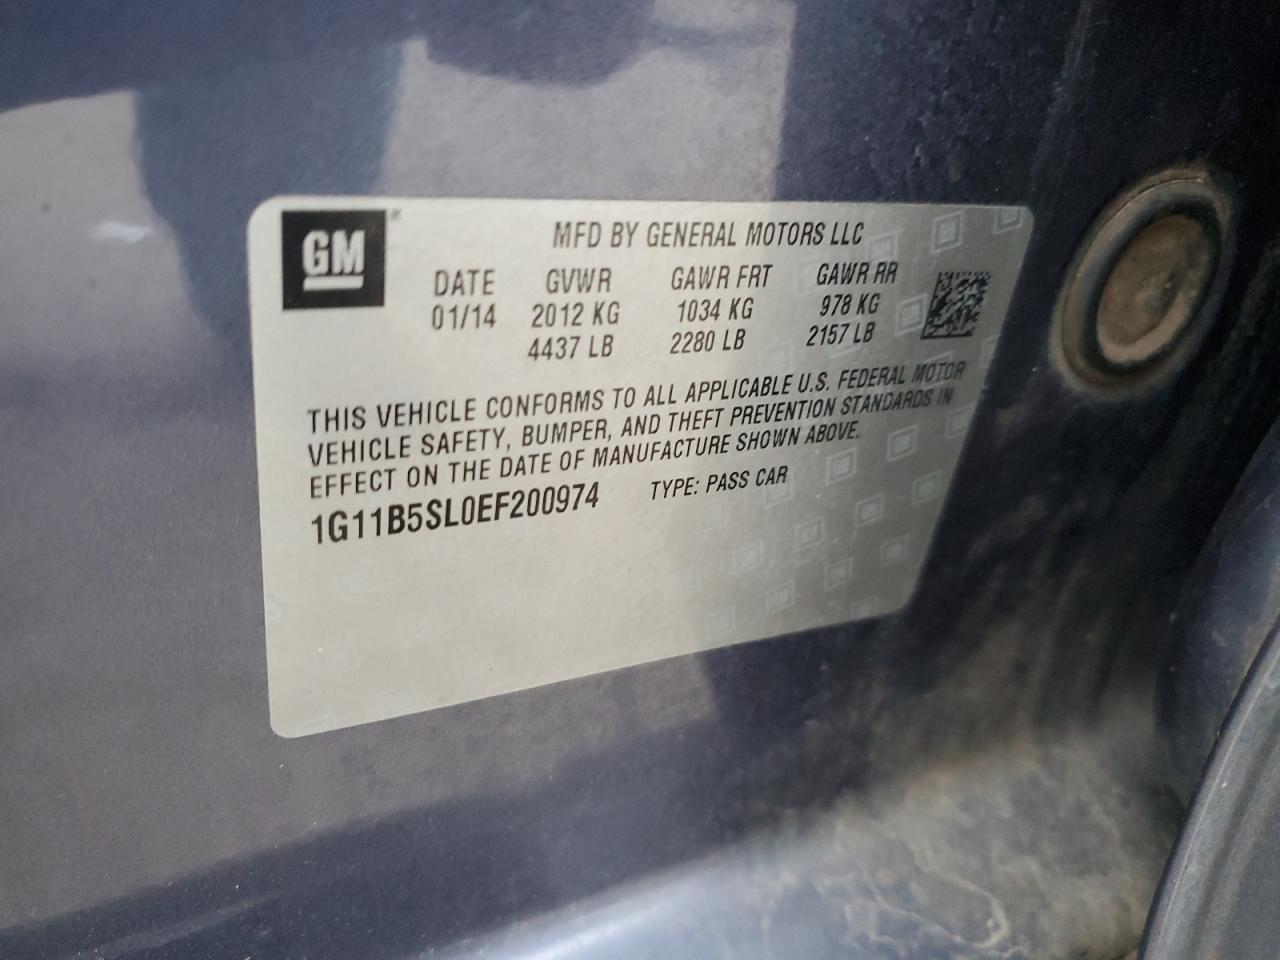 GM
MFD BY GENERAL MOTORS LLC
DATE GVWR GAWR FRT GAWR RR
01/14 2012 KG 1034 KG 978 KG
4437 LB 2280 LB 2157 LB
THIS VEHICLE CONFORMS TO ALL APPLICABLE U.S. FEDERAL MOTOR
VEHICLE SAFETY, BUMPER, AND THEFT PREVENTION STANDARDS IN
EFFECT ON THE DATE OF MANUFACTURE SHOWN ABOVE.
1G11B5SL0EF200974 TYPE: PASS CAR